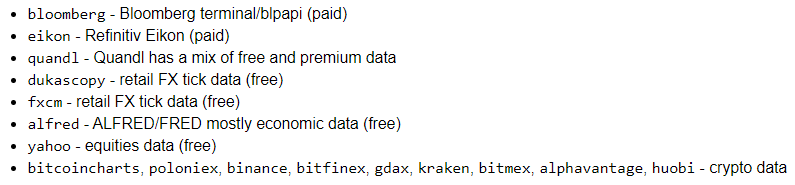 • bloomberg - Bloomberg terminal/blpapi (paid)
• eikon - Refinitiv Eikon (paid)
• quandl - Quandl has a mix of free and premium data
• dukascopy - retail FX tick data (free)
• fxcm - retail FX tick data (free)
• alfred - ALFRED/FRED mostly economic data (free)
• yahoo - equities data (free)
• bitcoincharts, poloniex, binance, bitfinex, gdax, kraken, bitmex, alphavantage, huobi - crypto data